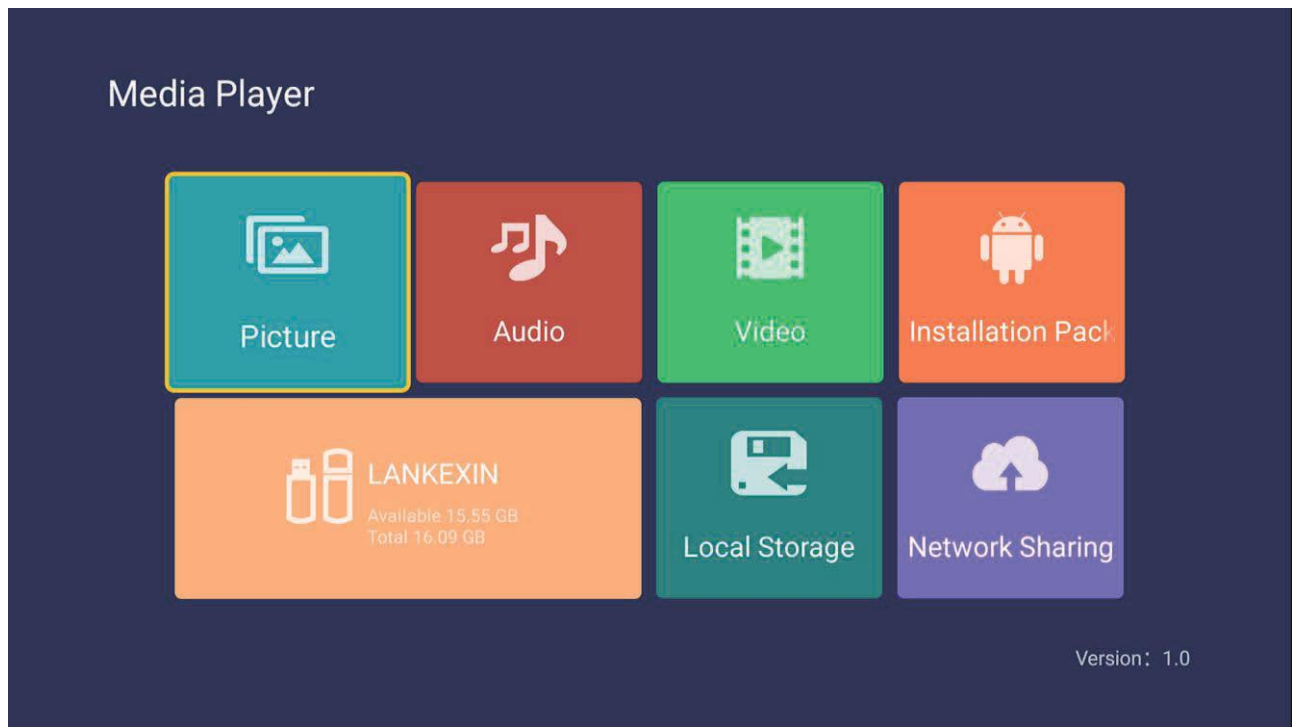 Media Player
Picture
Audio
Video
Installation Pack
LANKEXIN
Available 15.55 GB
Total 16.09 GB
Local Storage
Network Sharing
Version: 1.0